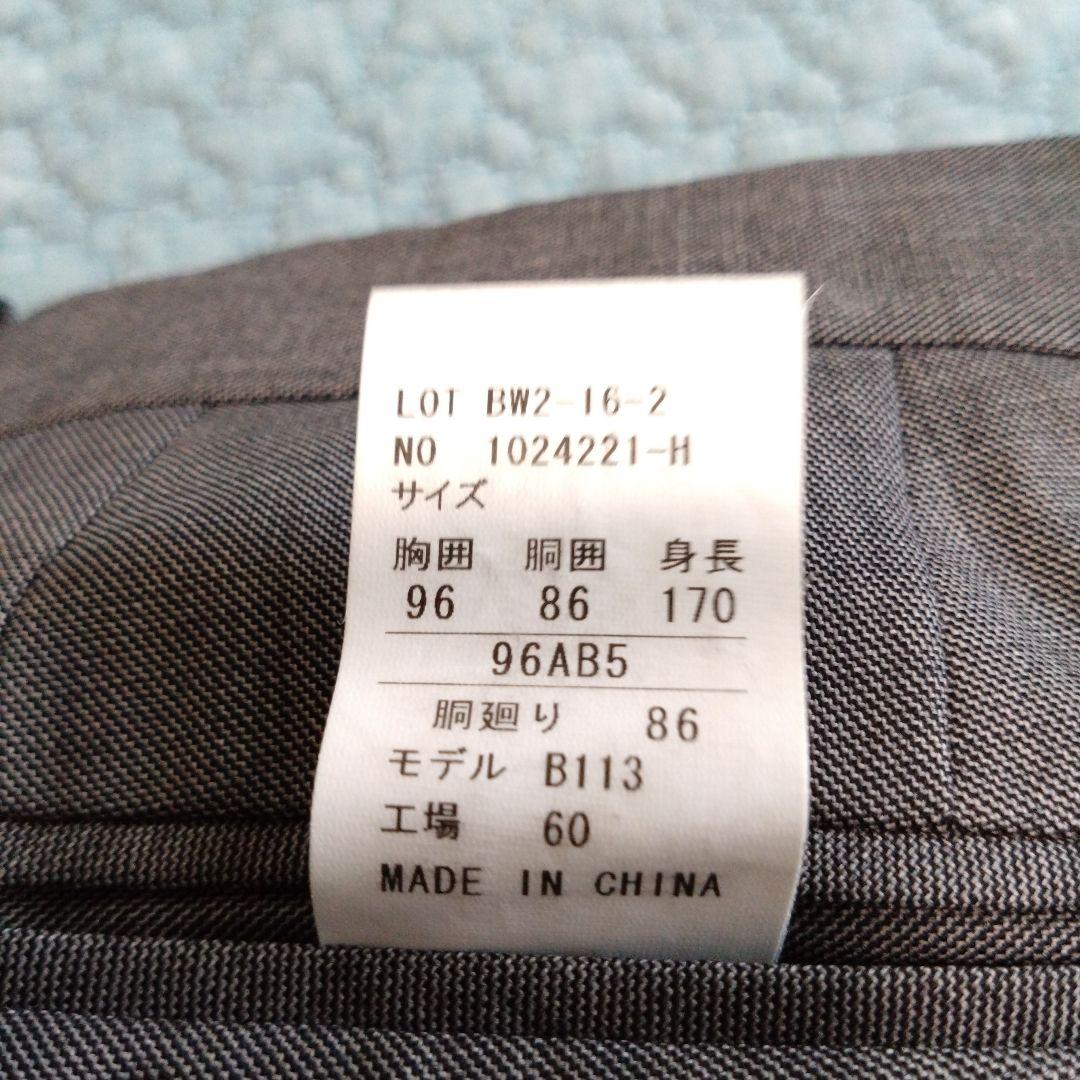 LOT BW2-16-2
NO 1024221-H
サイズ
胸囲 胴囲 身長
96 86 170
96AB5
胴廻り 86
モデル B113
工場 60
MADE IN CHINA